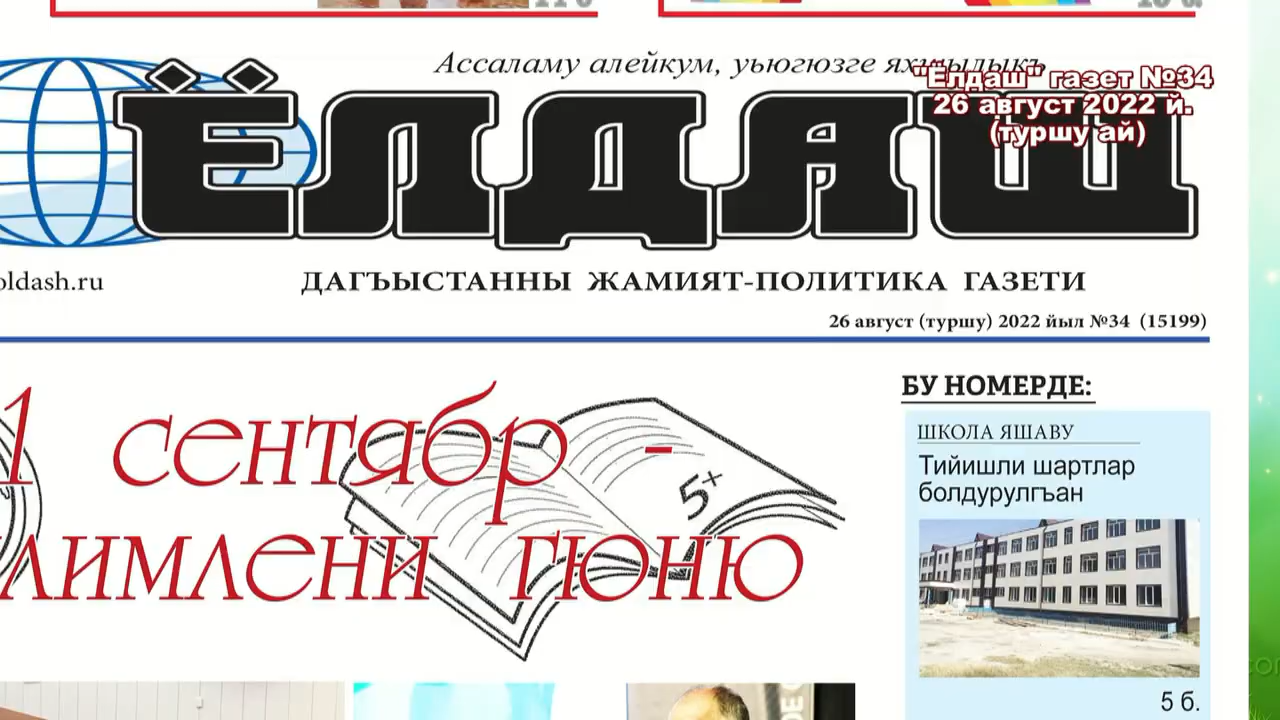 Ассаламу алейкум, уьюгюзге яхшылыкъ
"Ёлдаш" газет №34
26 август 2022 й.
(туршу ай)
ЁЛДАШ
oldash.ru
ДАГЪЫСТАННЫ ЖАМИЯТ-ПОЛИТИКА ГАЗЕТИ
26 август (туршу) 2022 йыл №34 (15199)
1 сентябр -
лимлени гюню
5+
БУ НОМЕРДЕ:
ШКОЛА ЯШАВУ
Тийишли шартлар
болдурулгъан
5 б.